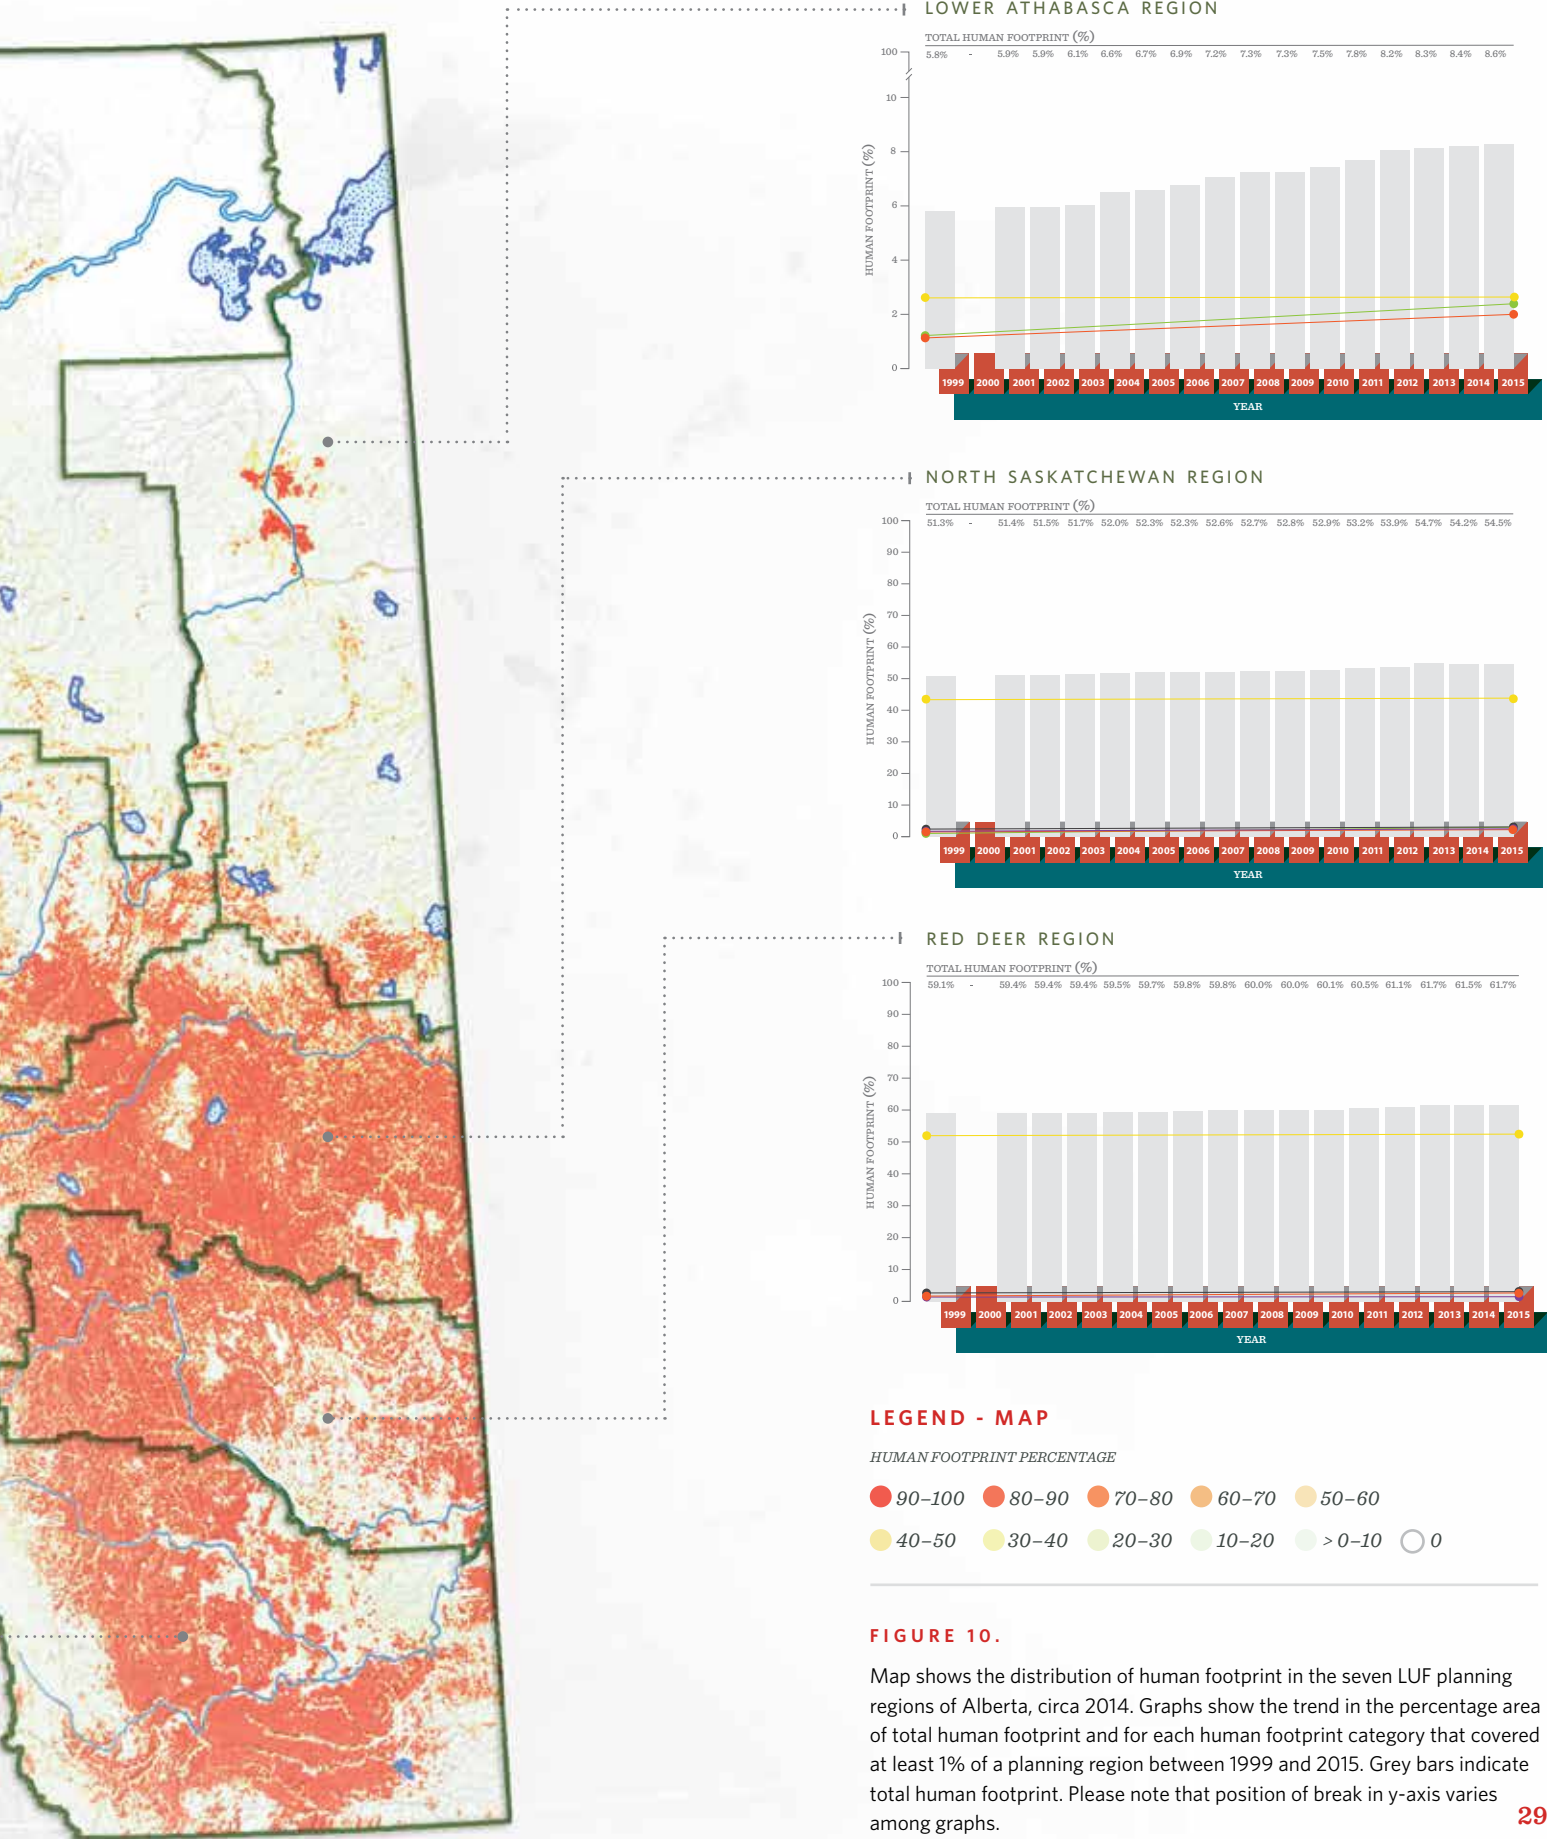 LOWER ATHABASCA REGION
TOTAL HUMAN FOOTPRINT (%)
5.8% - 5.9% 5.9% 6.1% 6.6% 6.7% 6.9% 7.2% 7.3% 7.3% 7.5% 7.8% 8.2% 8.3% 8.4% 8.6%
100
10
8
6
4
2
0
HUMAN FOOTPRINT (%)
1999 2000 2001 2002 2003 2004 2005 2006 2007 2008 2009 2010 2011 2012 2013 2014 2015
YEAR
NORTH SASKATCHEWAN REGION
TOTAL HUMAN FOOTPRINT (%)
51.3% - 51.4% 51.5% 51.7% 52.0% 52.3% 52.3% 52.6% 52.7% 52.8% 52.9% 53.2% 53.9% 54.7% 54.2% 54.5%
100
90
80
70
60
50
40
30
20
10
0
HUMAN FOOTPRINT (%)
1999 2000 2001 2002 2003 2004 2005 2006 2007 2008 2009 2010 2011 2012 2013 2014 2015
YEAR
RED DEER REGION
TOTAL HUMAN FOOTPRINT (%)
59.1% - 59.4% 59.4% 59.4% 59.5% 59.7% 59.8% 59.8% 60.0% 60.0% 60.1% 60.5% 61.1% 61.7% 61.5% 61.7%
100
90
80
70
60
50
40
30
20
10
0
HUMAN FOOTPRINT (%)
1999 2000 2001 2002 2003 2004 2005 2006 2007 2008 2009 2010 2011 2012 2013 2014 2015
YEAR
LEGEND - MAP
HUMAN FOOTPRINT PERCENTAGE
90–100 80–90 70–80 60–70 50–60
40–50 30–40 20–30 10–20 > 0–10 0
FIGURE 10.
Map shows the distribution of human footprint in the seven LUF planning
regions of Alberta, circa 2014. Graphs show the trend in the percentage area
of total human footprint and for each human footprint category that covered
at least 1% of a planning region between 1999 and 2015. Grey bars indicate
total human footprint. Please note that position of break in y-axis varies
among graphs.
29